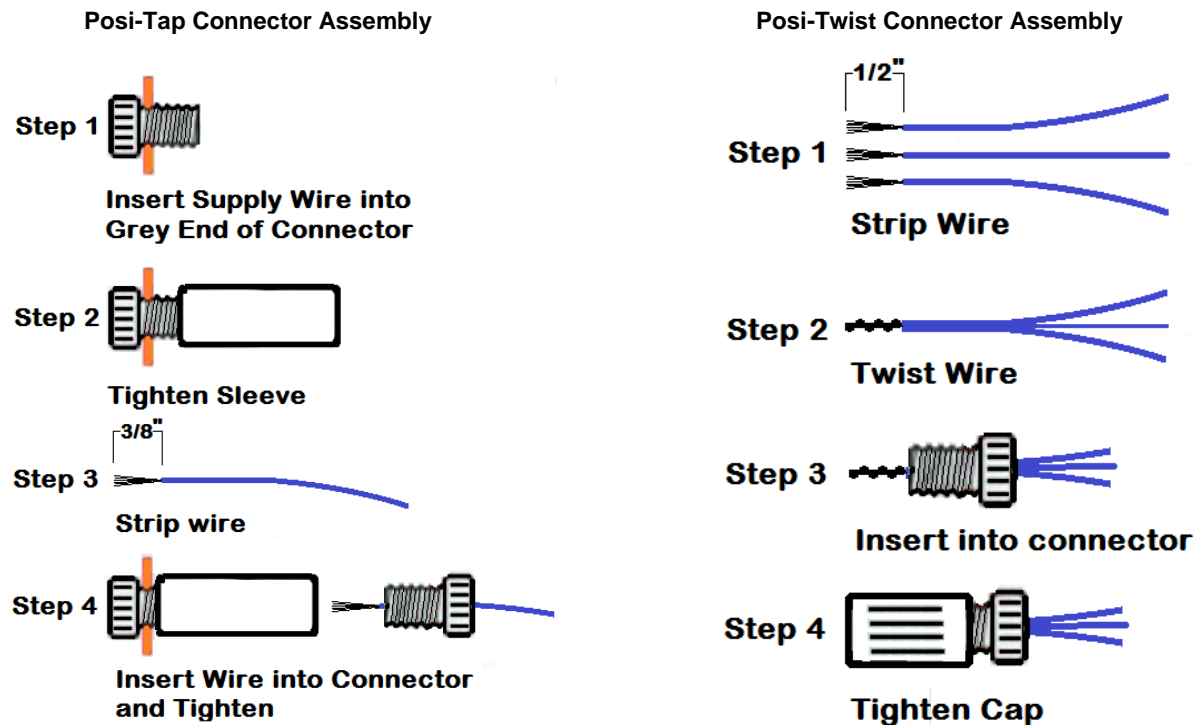 Posi-Tap Connector Assembly
Step 1
Insert Supply Wire into
Grey End of Connector
Step 2
Tighten Sleeve
3/8"
Step 3
Strip wire
Step 4
Insert Wire into Connector
and Tighten
Posi-Twist Connector Assembly
1/2"
Step 1
Strip Wire
Step 2
Twist Wire
Step 3
Insert into connector
Step 4
Tighten Cap